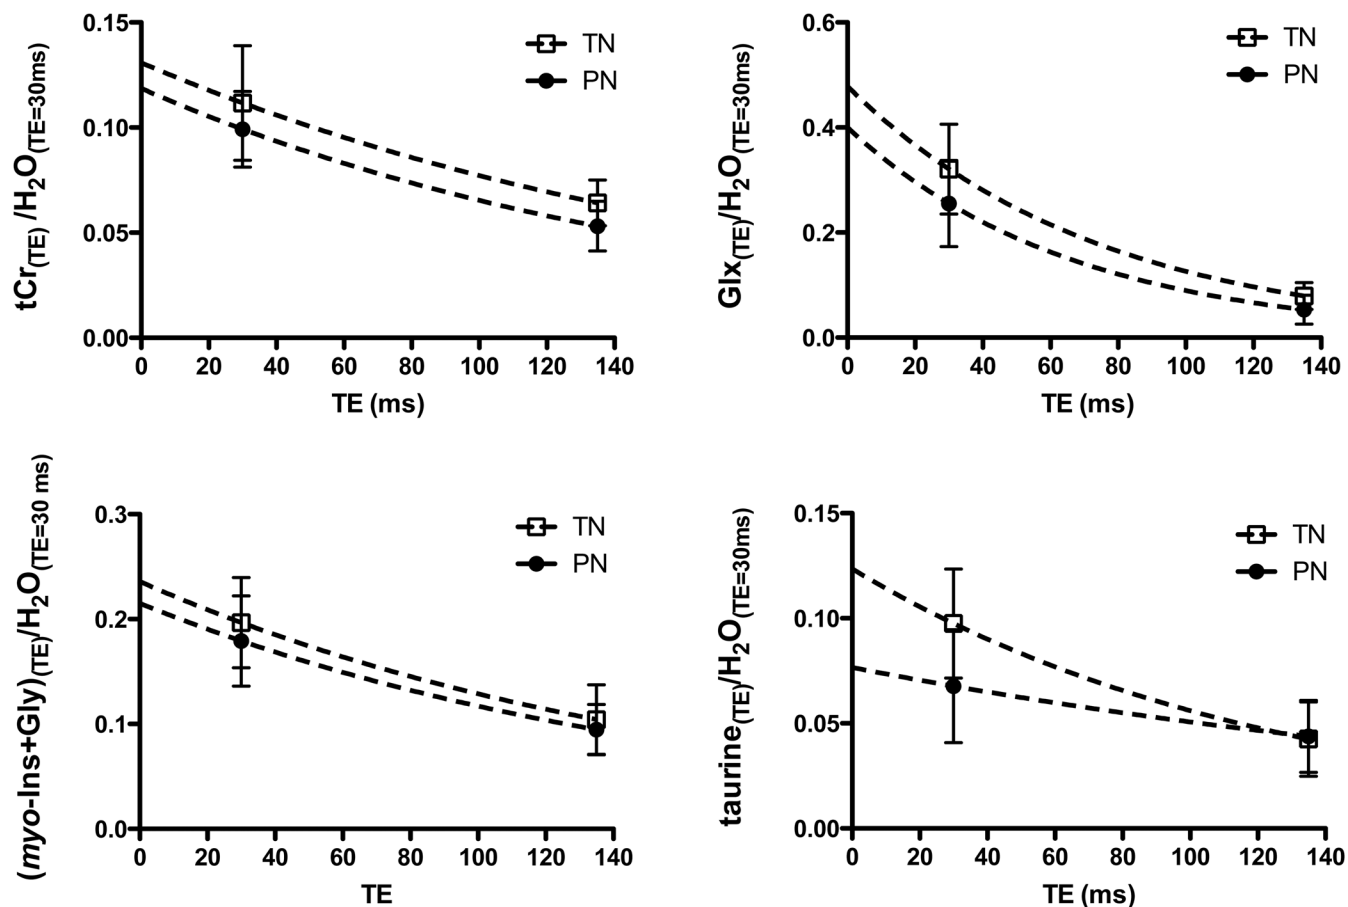 tCr(TE) /H2O(TE=30ms)
0.15
0.10
0.05
0.00
TN
PN
0 20 40 60 80 100 120 140
TE (ms)
Glx(TE)/H2O(TE=30ms)
0.6
0.4
0.2
0.0
TN
PN
0 20 40 60 80 100 120 140
TE (ms)
(myo-Ins+Gly)(TE)/H2O(TE=30 ms)
0.3
0.2
0.1
0.0
TN
PN
0 20 40 60 80 100 120 140
TE
taurine(TE)/H2O(TE=30ms)
0.15
0.10
0.05
0.00
TN
PN
0 20 40 60 80 100 120 140
TE (ms)